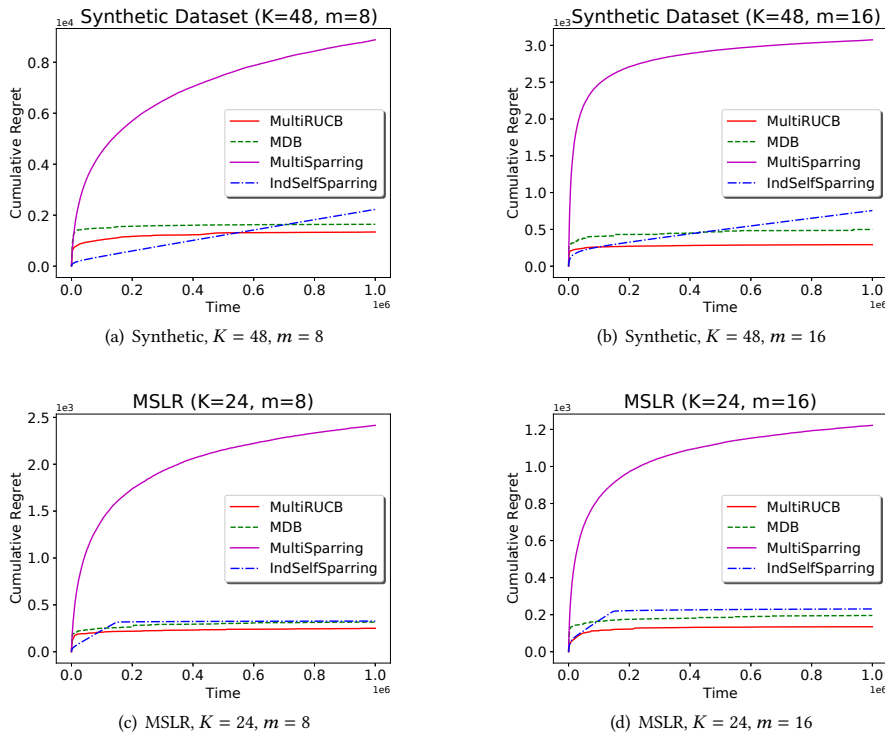 Synthetic Dataset (K=48, m=8)
1e4
0.8
0.6
0.4
0.2
0.0
Cumulative Regret
MultiRUCB
MDB
MultiSparring
IndSelfSparring
0.0 0.2 0.4 0.6 0.8 1.0
Time
1e6
(a) Synthetic, K = 48, m = 8
Synthetic Dataset (K=48, m=16)
1e3
3.0
2.5
2.0
1.5
1.0
0.5
0.0
Cumulative Regret
MultiRUCB
MDB
MultiSparring
IndSelfSparring
0.0 0.2 0.4 0.6 0.8 1.0
Time
1e6
(b) Synthetic, K = 48, m = 16
MSLR (K=24, m=8)
1e3
2.5
2.0
1.5
1.0
0.5
0.0
Cumulative Regret
MultiRUCB
MDB
MultiSparring
IndSelfSparring
0.0 0.2 0.4 0.6 0.8 1.0
Time
1e6
(c) MSLR, K = 24, m = 8
MSLR (K=24, m=16)
1e3
1.2
1.0
0.8
0.6
0.4
0.2
0.0
Cumulative Regret
MultiRUCB
MDB
MultiSparring
IndSelfSparring
0.0 0.2 0.4 0.6 0.8 1.0
Time
1e6
(d) MSLR, K = 24, m = 16